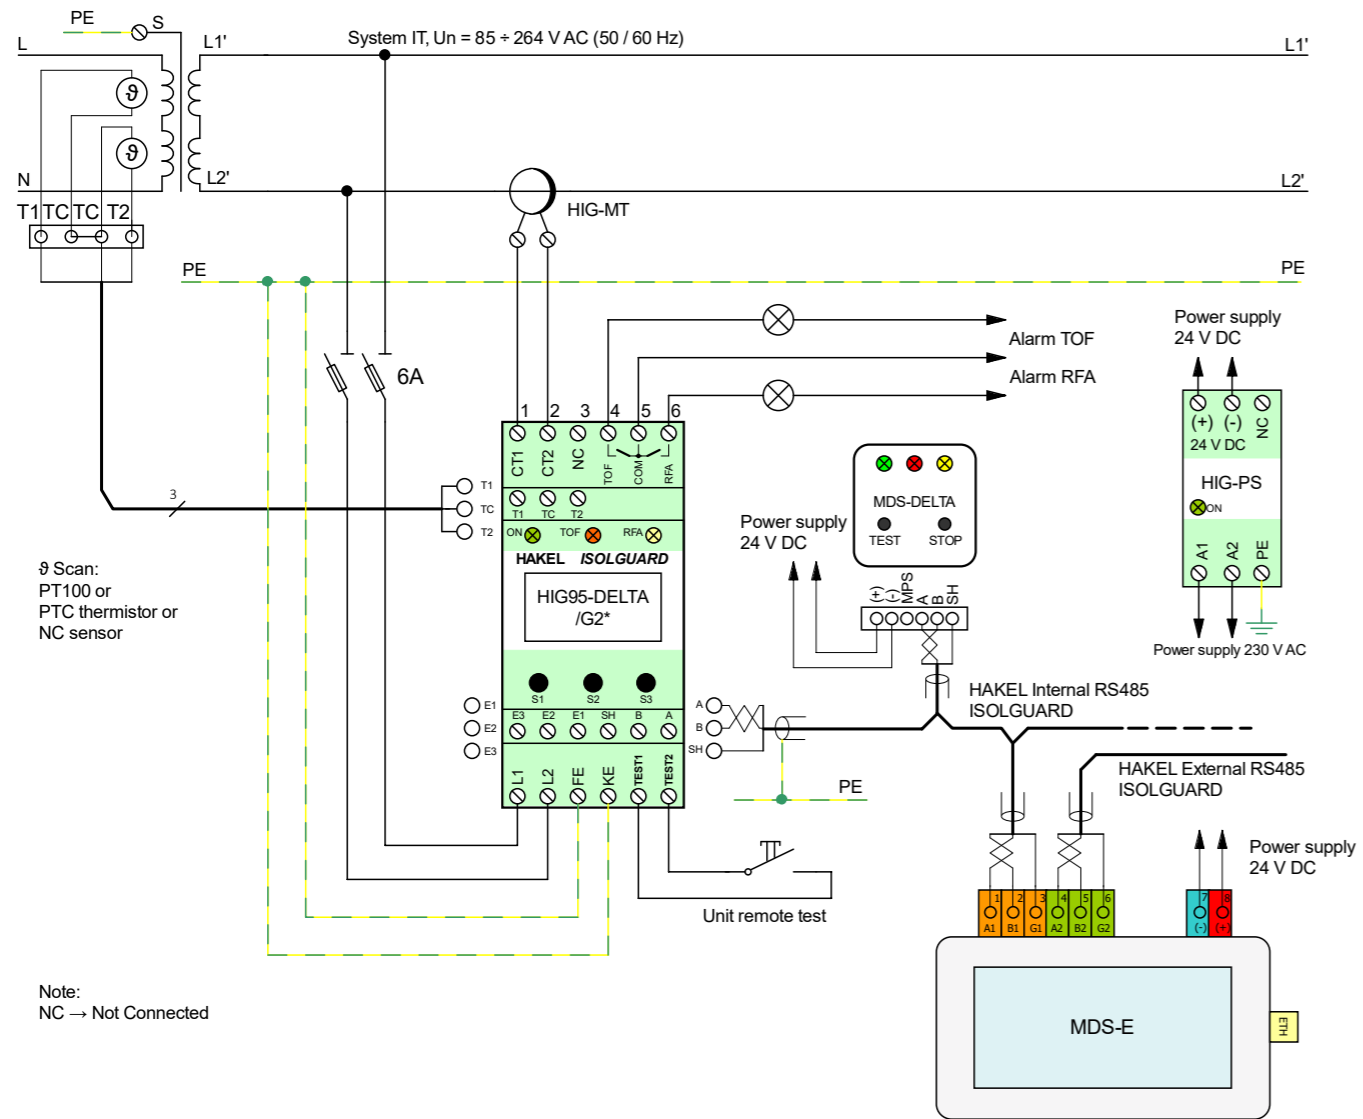 PE
S
L
L1'
System IT, Un = 85 ÷ 264 V AC (50 / 60 Hz)
L1'
ϑ
ϑ
N
L2'
L2'
T1 TC TC T2
HIG-MT
PE
PE
Alarm TOF
Alarm RFA
6A
Power supply
24 V DC
(+) (-) NC
24 V DC
HIG-PS
ON
A1 A2 PE
Power supply 230 V AC
1 2 3 4 5 6
CT1 CT2 NC TOF COM RFA
T1 TC T2
T1
TC
T2
3
ON TOF RFA
HAKEL ISOLGUARD
HIG95-DELTA
/G2*
S1 S2 S3
E3 E2 E1 SH B A
L1 L2 FE KE TEST1 TEST2
E1
E2
E3
A
B
SH
PE
MDS-DELTA
TEST STOP
Power supply
24 V DC
(+) (-) MPS A B SH
ϑ Scan:
PT100 or
PTC thermistor or
NC sensor
HAKEL Internal RS485
ISOLGUARD
HAKEL External RS485
ISOLGUARD
Power supply
24 V DC
Unit remote test
1 2 3 4 5 6 7 8
A1 B1 G1 A2 B2 G2 (-) (+)
MDS-E
ETH
Note:
NC → Not Connected